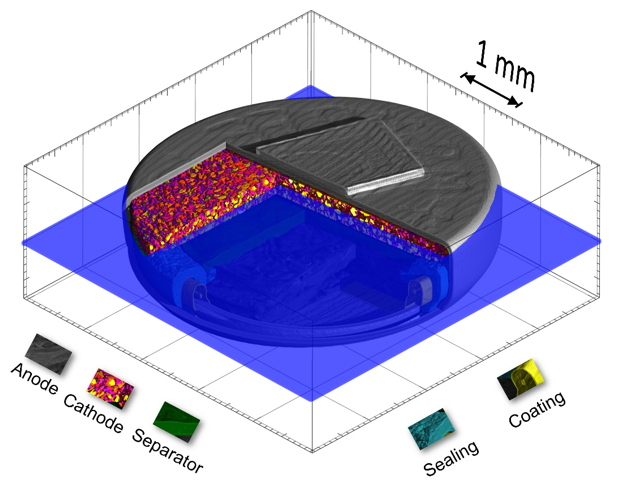 1 mm
Anode
Cathode
Separator
Sealing
Coating